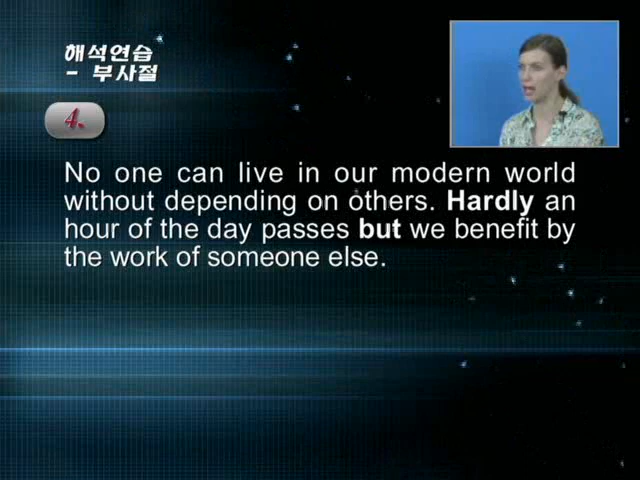 해석연습
- 부사절
4.
No one can live in our modern world
without depending on others. Hardly an
hour of the day passes but we benefit by
the work of someone else.